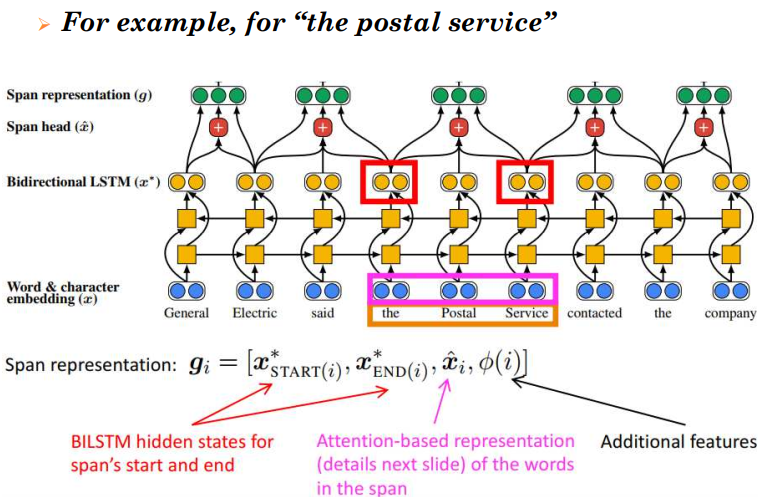 ➢ For example, for “the postal service”
Span representation (g)
Span head (x̂)
+ + + + +
Bidirectional LSTM (x*)
Word & character
embedding (x)
General Electric said the Postal Service contacted the company
Span representation: gᵢ = [x*START(i), x*END(i), x̂ᵢ, ϕ(i)]
BILSTM hidden states for
span’s start and end
Attention-based representation
(details next slide) of the words
in the span
Additional features